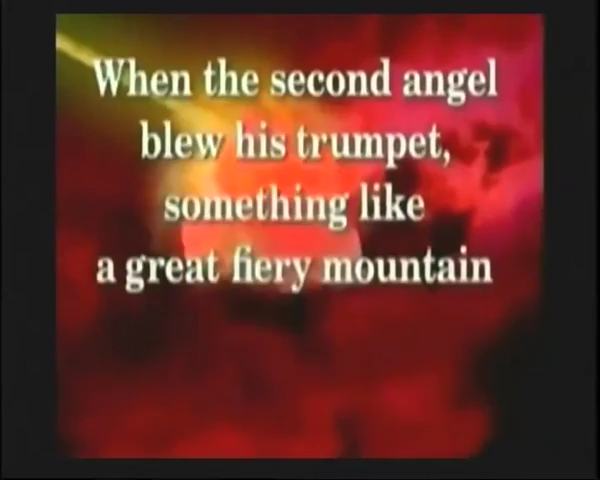 When the second angel
blew his trumpet,
something like
a great fiery mountain